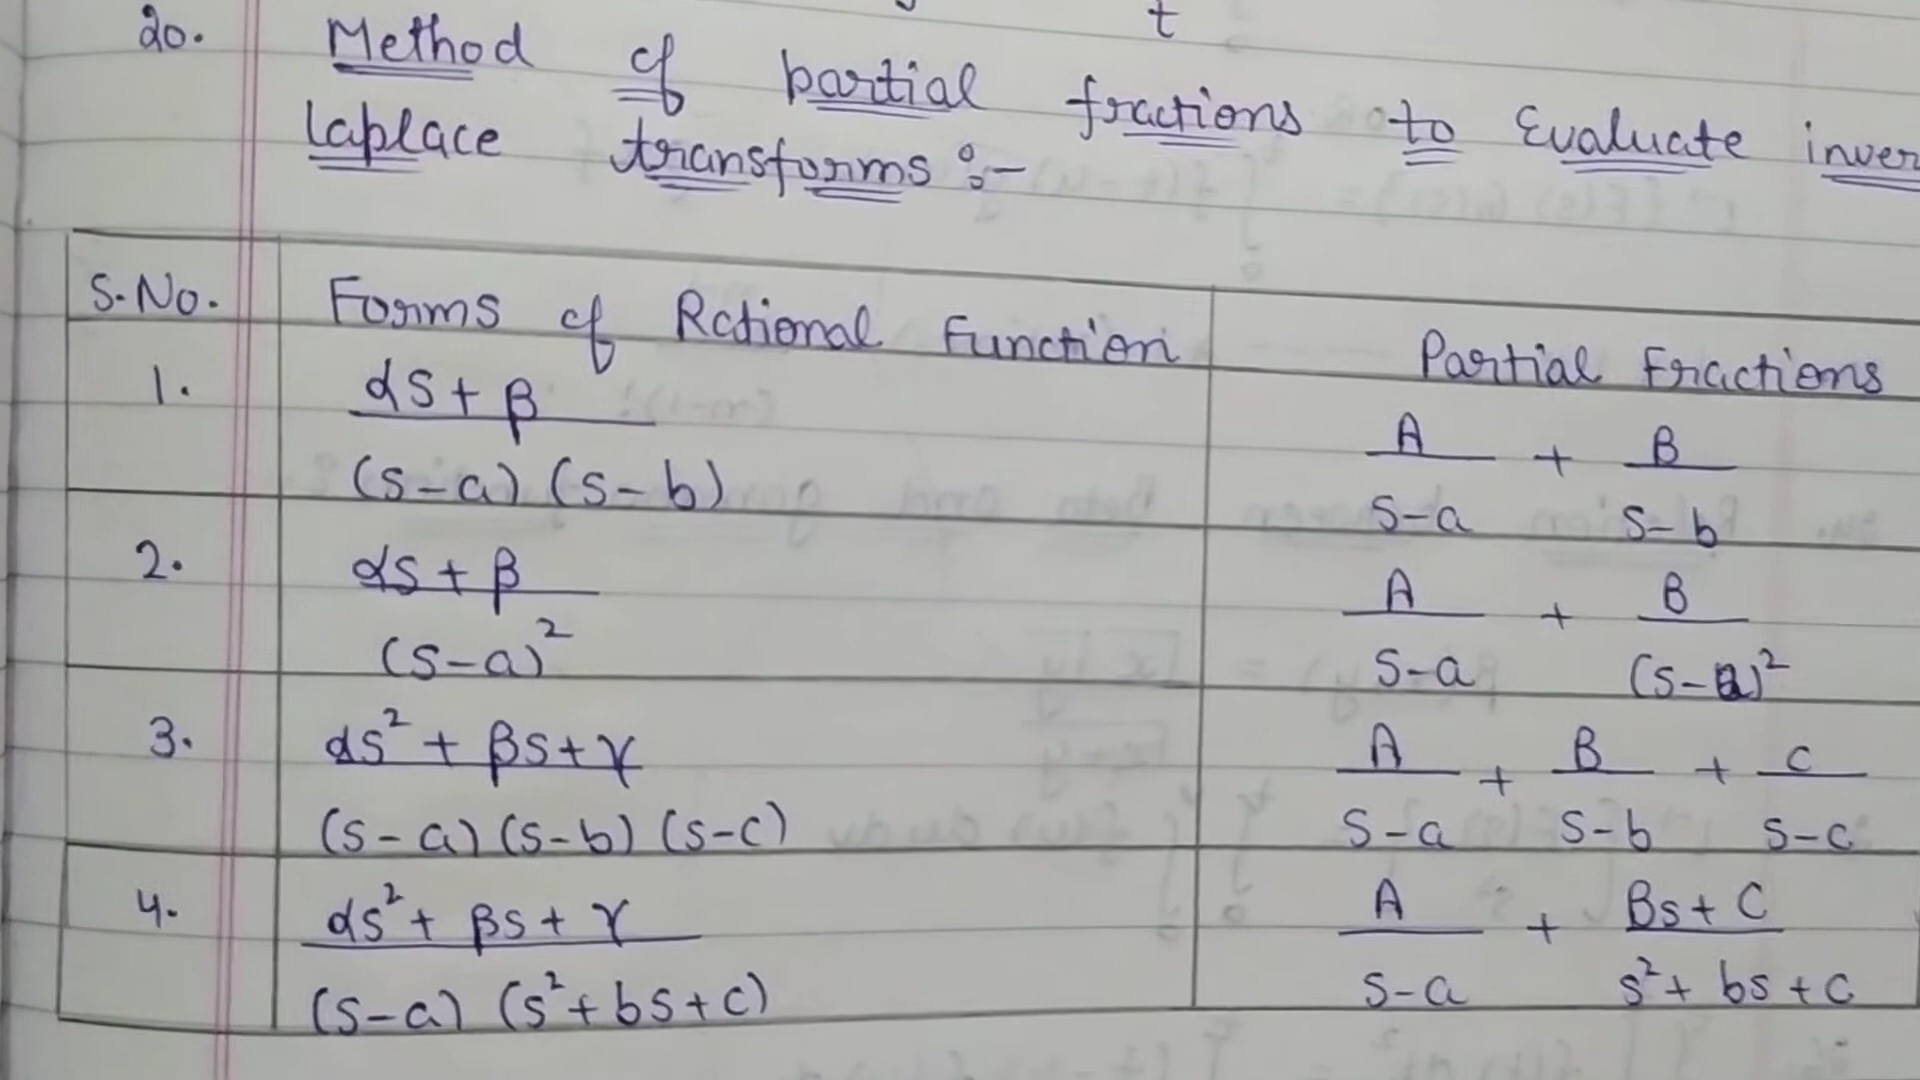 t
20. Method of partial fractions to Evaluate inver
laplace transforms :-
S.No. Forms of Rational Function Partial Fractions
1. αs + β / (s-a) (s-b) A / s-a + B / s-b
2. αs + β / (s-a)² A / s-a + B / (s-a)²
3. αs² + βs + γ / (s-a) (s-b) (s-c) A / s-a + B / s-b + C / s-c
4. αs² + βs + γ / (s-a) (s² + bs + c) A / s-a + Bs + C / s² + bs + c